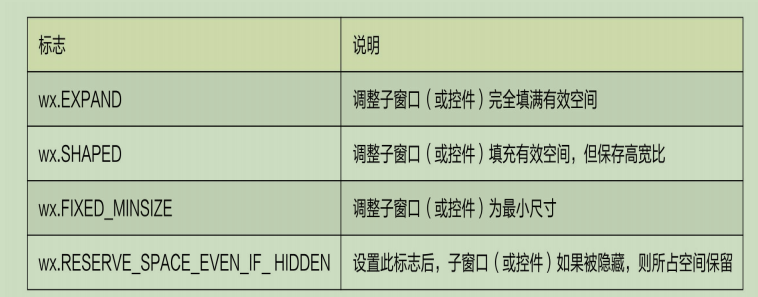 标志 说明
wx.EXPAND 调整子窗口（或控件）完全填满有效空间
wx.SHAPED 调整子窗口（或控件）填充有效空间，但保存高宽比
wx.FIXED_MINSIZE 调整子窗口（或控件）为最小尺寸
wx.RESERVE_SPACE_EVEN_IF_ HIDDEN 设置此标志后，子窗口（或控件）如果被隐藏，则所占空间保留